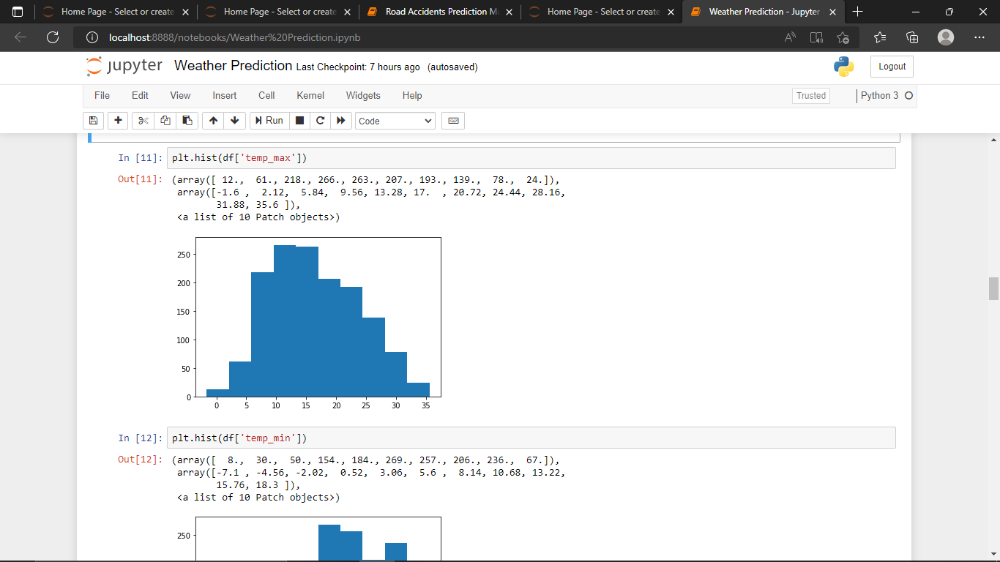 Home Page - Select or create
Home Page - Select or create
Road Accidents Prediction M
Home Page - Select or create
Weather Prediction - Jupyter
localhost:8888/notebooks/Weather%20Prediction.ipynb
jupyter Weather Prediction Last Checkpoint: 7 hours ago (autosaved)
Logout
File Edit View Insert Cell Kernel Widgets Help
Trusted
Python 3
Run
Code
In [11]: plt.hist(df['temp_max'])
Out[11]: (array([ 12., 61., 218., 266., 263., 207., 193., 139., 78., 24.]),
array([-1.6 , 2.12, 5.84, 9.56, 13.28, 17. , 20.72, 24.44, 28.16,
31.88, 35.6 ]),
<a list of 10 Patch objects>)
250
200
150
100
50
0
0 5 10 15 20 25 30 35
In [12]: plt.hist(df['temp_min'])
Out[12]: (array([ 8., 30., 50., 154., 184., 269., 257., 206., 236., 67.]),
array([-7.1 , -4.56, -2.02, 0.52, 3.06, 5.6 , 8.14, 10.68, 13.22,
15.76, 18.3 ]),
<a list of 10 Patch objects>)
250